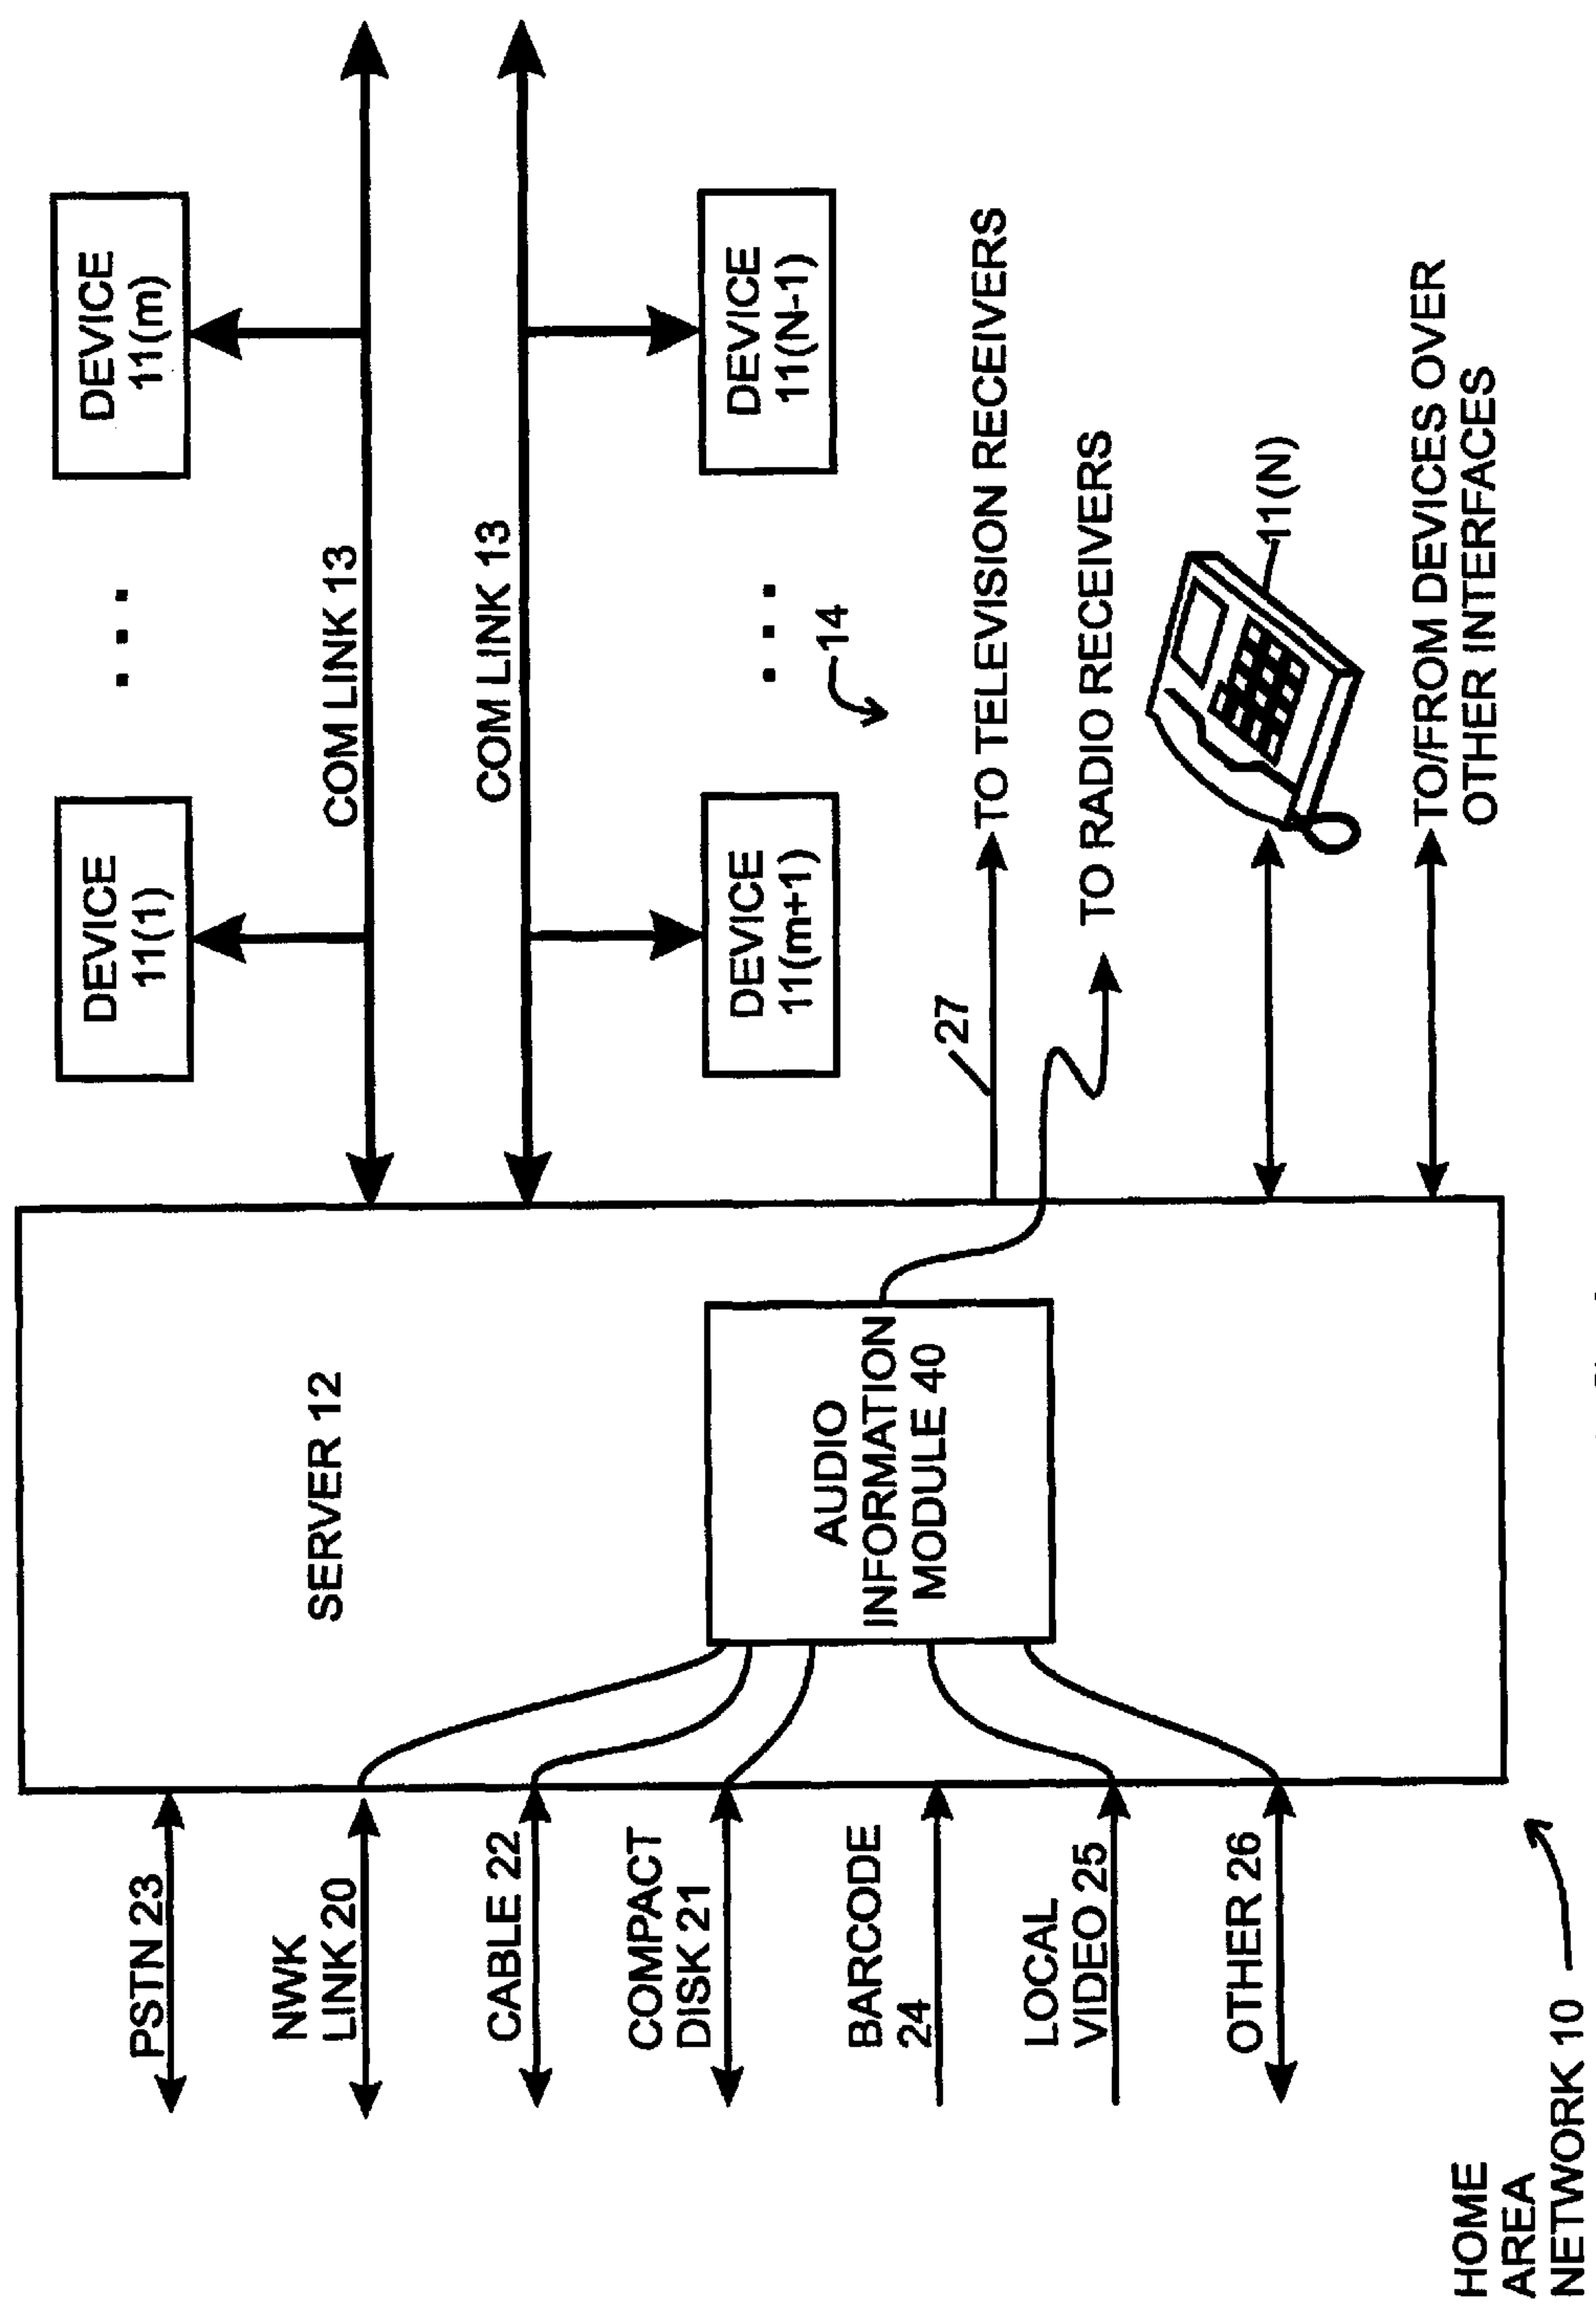 PSTN 23
NWK
LINK 20
CABLE 22
COMPACT
DISK 21
BARCODE
24
LOCAL
VIDEO 25
OTHER 26
HOME
AREA
NETWORK 10
SERVER 12
AUDIO
INFORMATION
MODULE 40
DEVICE
11(1)
...
DEVICE
11(m)
COM LINK 13
COM LINK 13
DEVICE
11(m+1)
...
DEVICE
11(N-1)
14
27
TO TELEVISION RECEIVERS
TO RADIO RECEIVERS
11(N)
TO/FROM DEVICES OVER
OTHER INTERFACES